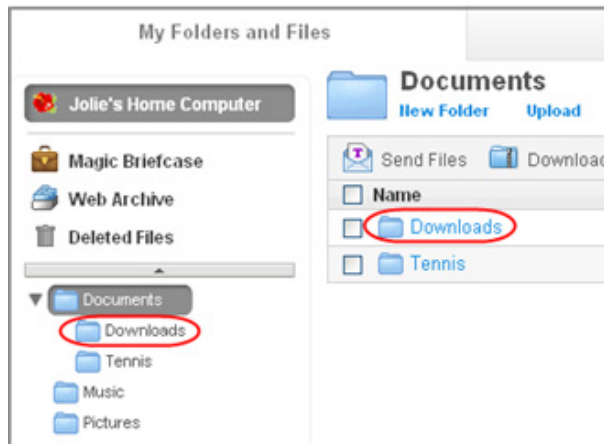 My Folders and Files
Jolie's Home Computer
Magic Briefcase
Web Archive
Deleted Files
Documents
Downloads
Tennis
Music
Pictures
Documents
New Folder Upload
Send Files Download
Name
Downloads
Tennis